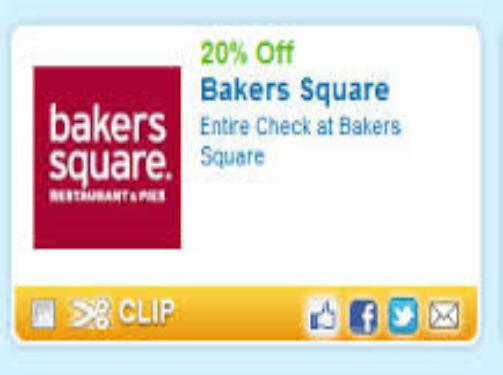 20% Off
Bakers Square
Entire Check at Bakers
Square
bakers
square.
RESTAURANT & PIES
CLIP